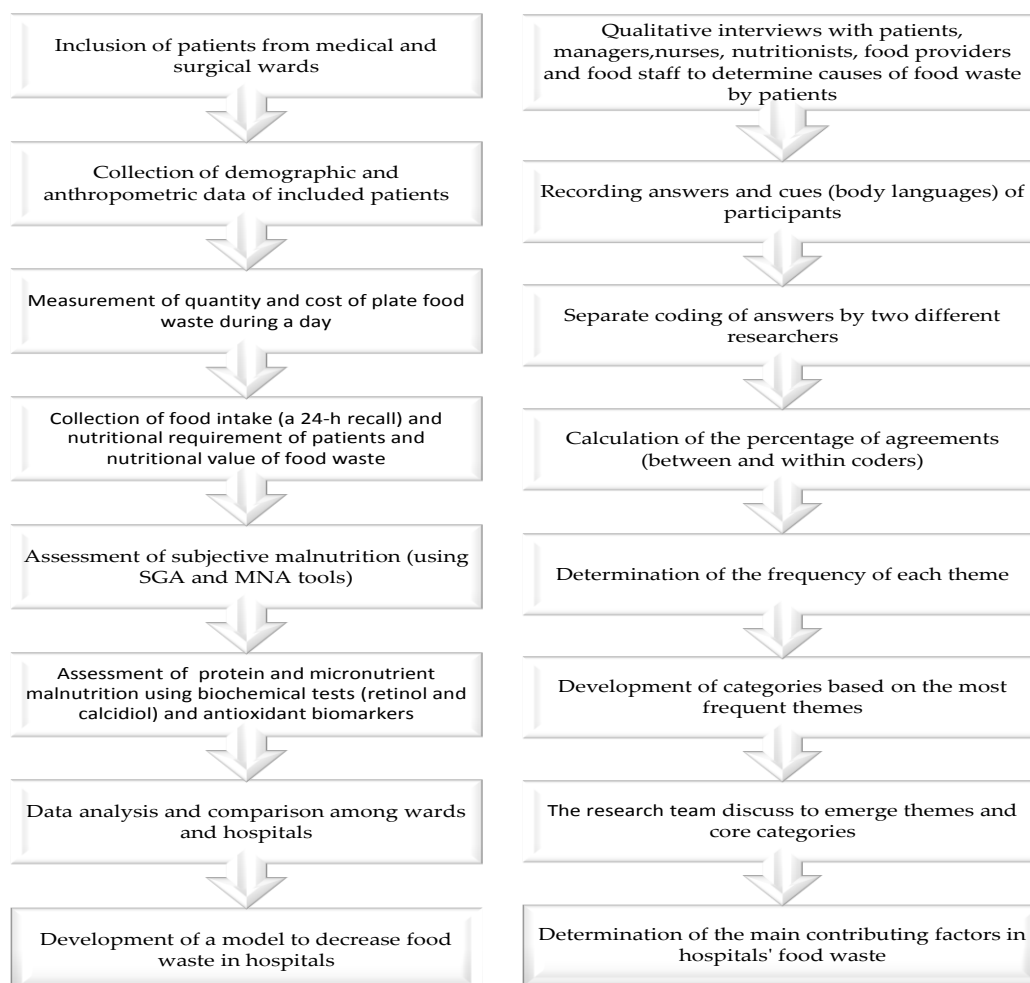 Inclusion of patients from medical and
surgical wards
Collection of demographic and
anthropometric data of included patients
Measurement of quantity and cost of plate food
waste during a day
Collection of food intake (a 24-h recall) and
nutritional requirement of patients and
nutritional value of food waste
Assessment of subjective malnutrition (using
SGA and MNA tools)
Assessment of protein and micronutrient
malnutrition using biochemical tests (retinol and
calcidiol) and antioxidant biomarkers
Data analysis and comparison among wards
and hospitals
Development of a model to decrease food
waste in hospitals
Qualitative interviews with patients,
managers,nurses, nutritionists, food providers
and food staff to determine causes of food waste
by patients
Recording answers and cues (body languages) of
participants
Separate coding of answers by two different
researchers
Calculation of the percentage of agreements
(between and within coders)
Determination of the frequency of each theme
Development of categories based on the most
frequent themes
The research team discuss to emerge themes and
core categories
Determination of the main contributing factors in
hospitals' food waste